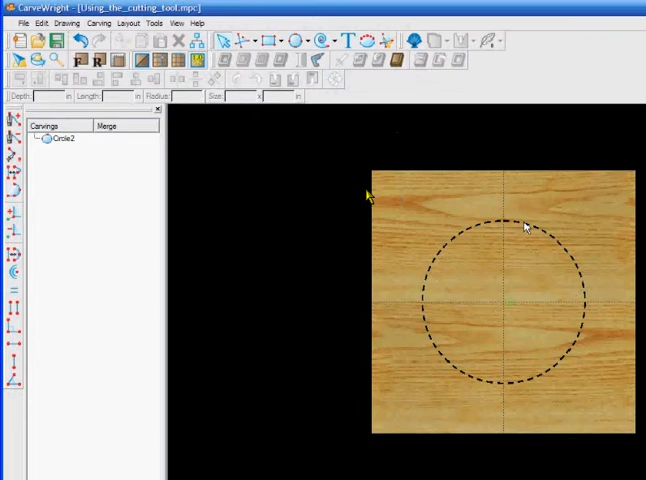 CarveWright - [Using_the_cutting_tool.mpc]
File Edit Drawing Carving Layout Tools View Help
Depth: in Length: in Radius: Size: x in
Carvings Merge
Circle2